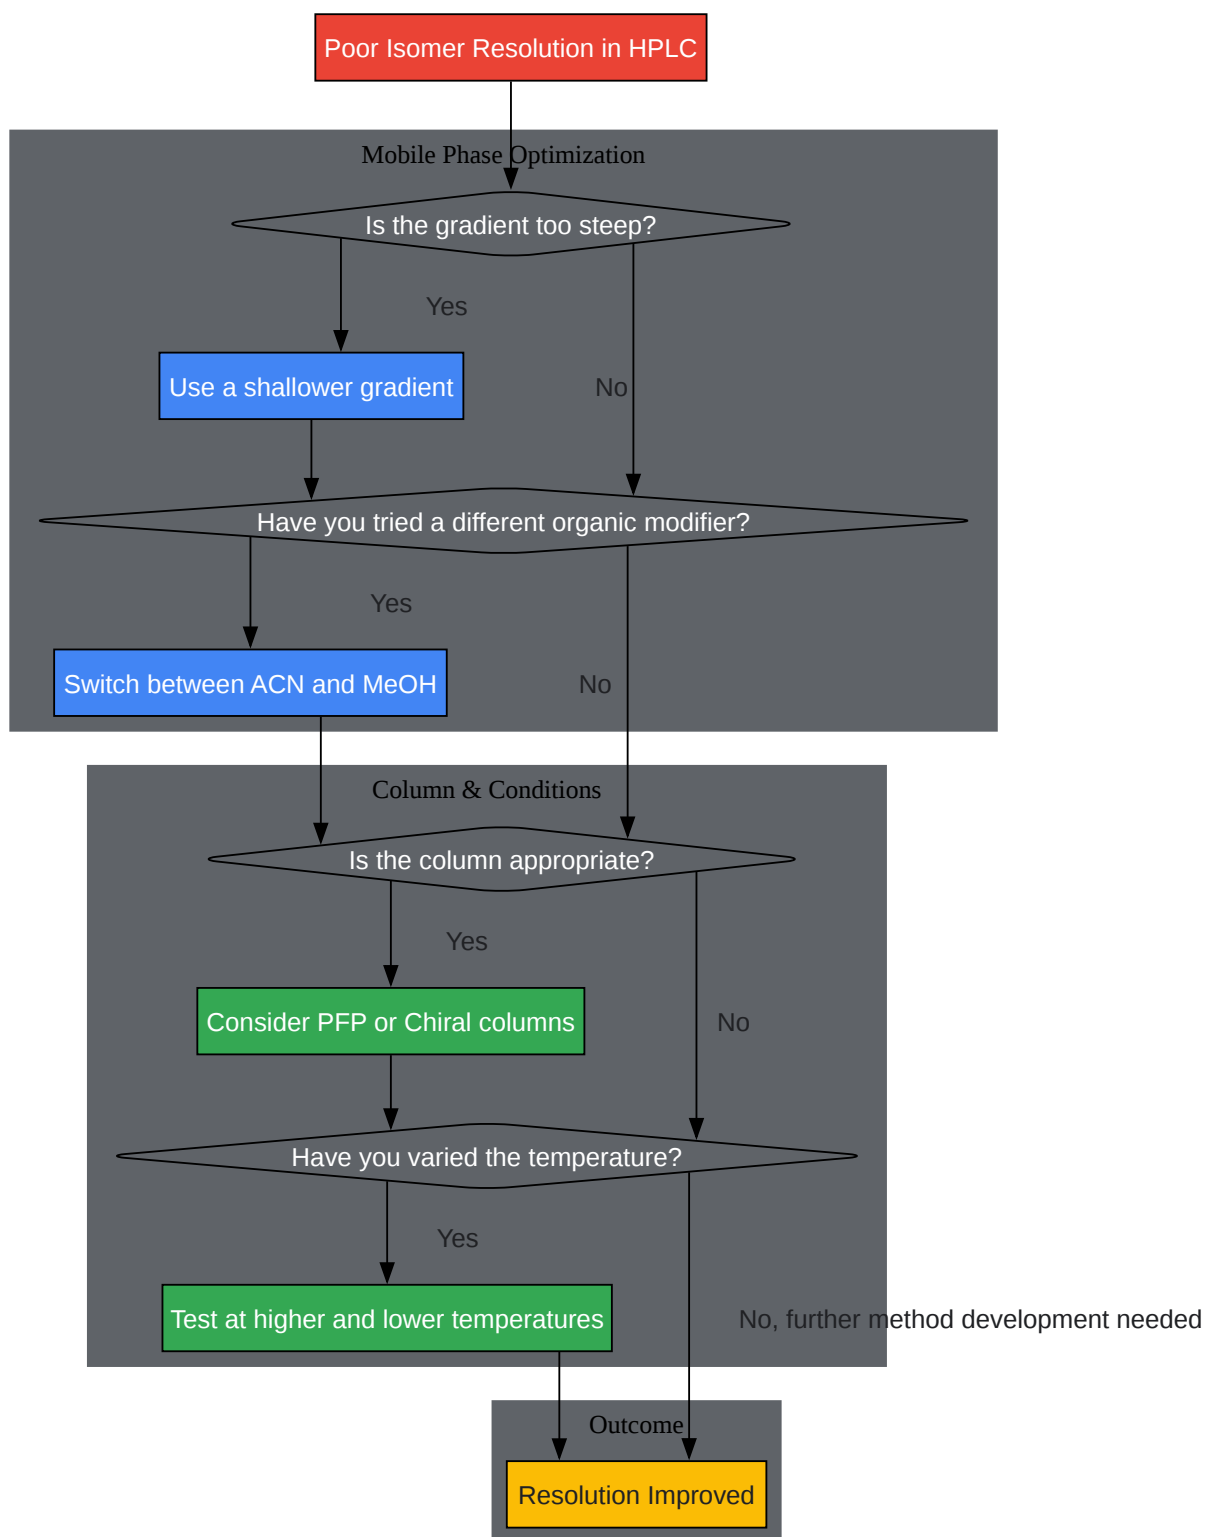 Poor Isomer Resolution in HPLC
Mobile Phase Optimization
Is the gradient too steep?
Yes
Use a shallower gradient
No
Have you tried a different organic modifier?
Yes
Switch between ACN and MeOH
No
Column & Conditions
Is the column appropriate?
Yes
Consider PFP or Chiral columns
No
Have you varied the temperature?
Yes
Test at higher and lower temperatures
No, further method development needed
Outcome
Resolution Improved